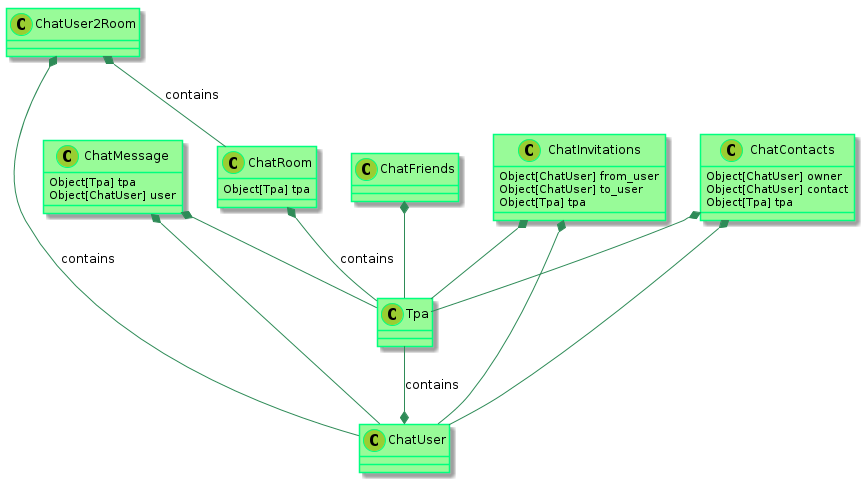 C ChatUser2Room
contains
C ChatMessage
Object[Tpa] tpa
Object[ChatUser] user
C ChatRoom
Object[Tpa] tpa
C ChatFriends
C ChatInvitations
Object[ChatUser] from_user
Object[ChatUser] to_user
Object[Tpa] tpa
C ChatContacts
Object[ChatUser] owner
Object[ChatUser] contact
Object[Tpa] tpa
contains
contains
C Tpa
contains
C ChatUser